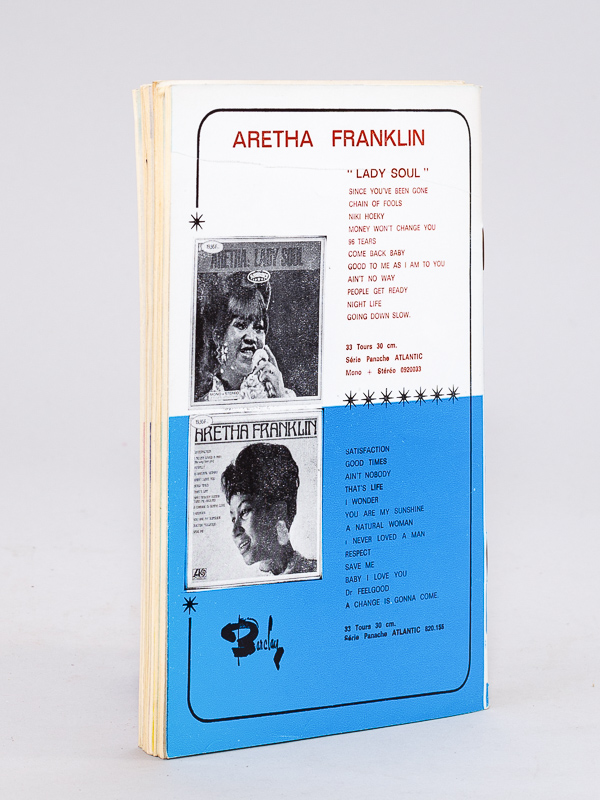 ARETHA FRANKLIN
" LADY SOUL "
SINCE YOU'VE BEEN GONE
CHAIN OF FOOLS
NIKI HOEKY
MONEY WON'T CHANGE YOU
96 TEARS
COME BACK BABY
GOOD TO ME AS I AM TO YOU
AIN'T NO WAY
PEOPLE GET READY
NIGHT LIFE
GOING DOWN SLOW.
33 Tours 30 cm.
Série Panache ATLANTIC
Mono + Stéréo 0920033
ARETHA: LADY SOUL
ARETHA FRANKLIN
SATISFACTION
GOOD TIMES
AIN'T NOBODY
THAT'S LIFE
I WONDER
YOU ARE MY SUNSHINE
A NATURAL WOMAN
I NEVER LOVED A MAN
RESPECT
SAVE ME
BABY I LOVE YOU
Dr FEELGOOD
A CHANGE IS GONNA COME.
33 Tours 30 cm.
Série Panache ATLANTIC 820.155
Barclay